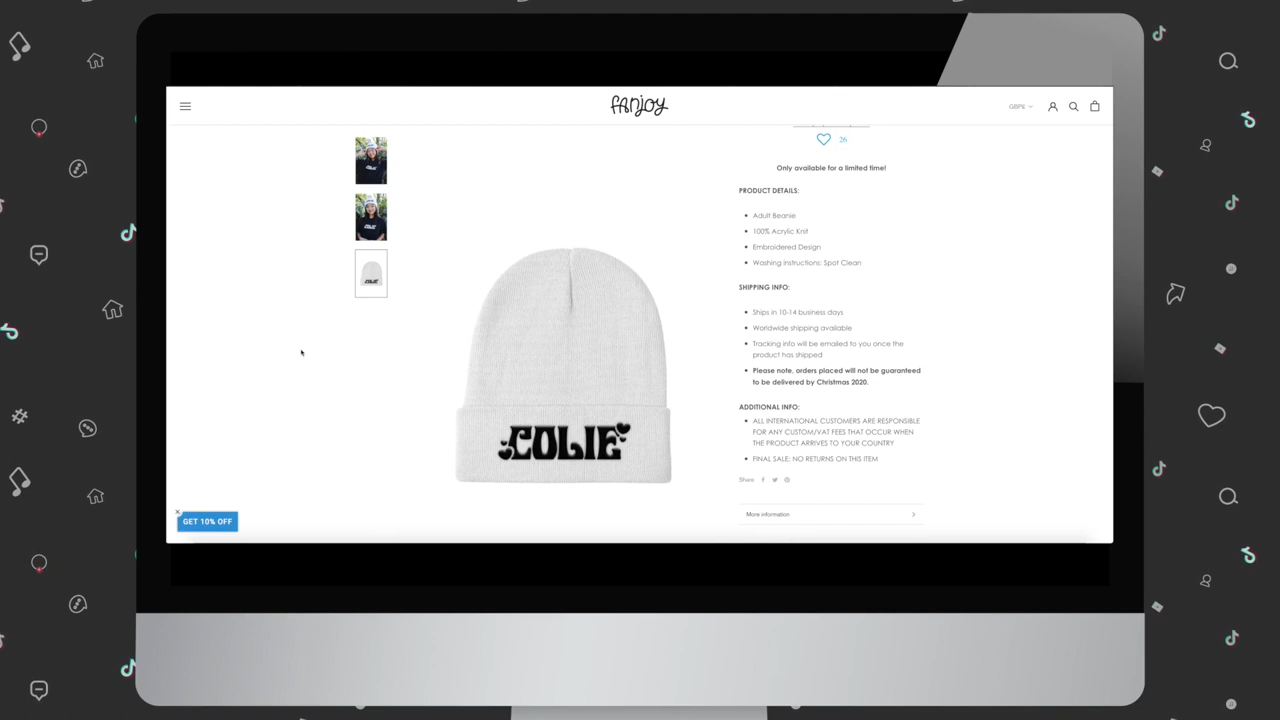 fanjoy
GBP£
26
Only available for a limited time!
PRODUCT DETAILS:
Adult Beanie
100% Acrylic Knit
Embroidered Design
Washing Instructions: Spot Clean
SHIPPING INFO:
Ships in 10-14 business days
Worldwide shipping available
Tracking info will be emailed to you once the
product has shipped
Please note, orders placed will not be guaranteed
to be delivered by Christmas 2020.
ADDITIONAL INFO:
ALL INTERNATIONAL CUSTOMERS ARE RESPONSIBLE
FOR ANY CUSTOM/VAT FEES THAT OCCUR WHEN
THE PRODUCT ARRIVES TO YOUR COUNTRY
FINAL SALE: NO RETURNS ON THIS ITEM
Share
More information
COLIE
GET 10% OFF